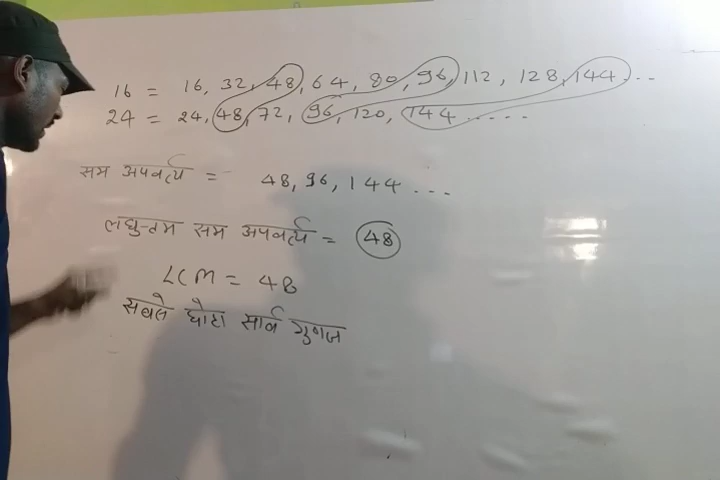 16 = 16, 32, 48, 64, 80, 96, 112, 128, 144...
24 = 24, 48, 72, 96, 120, 144.....
सम अपवर्त्य = 48, 96, 144...
लघु-तम सम अपवर्त्य = 48
LCM = 48
सबसे छोटा सार्व गुणज